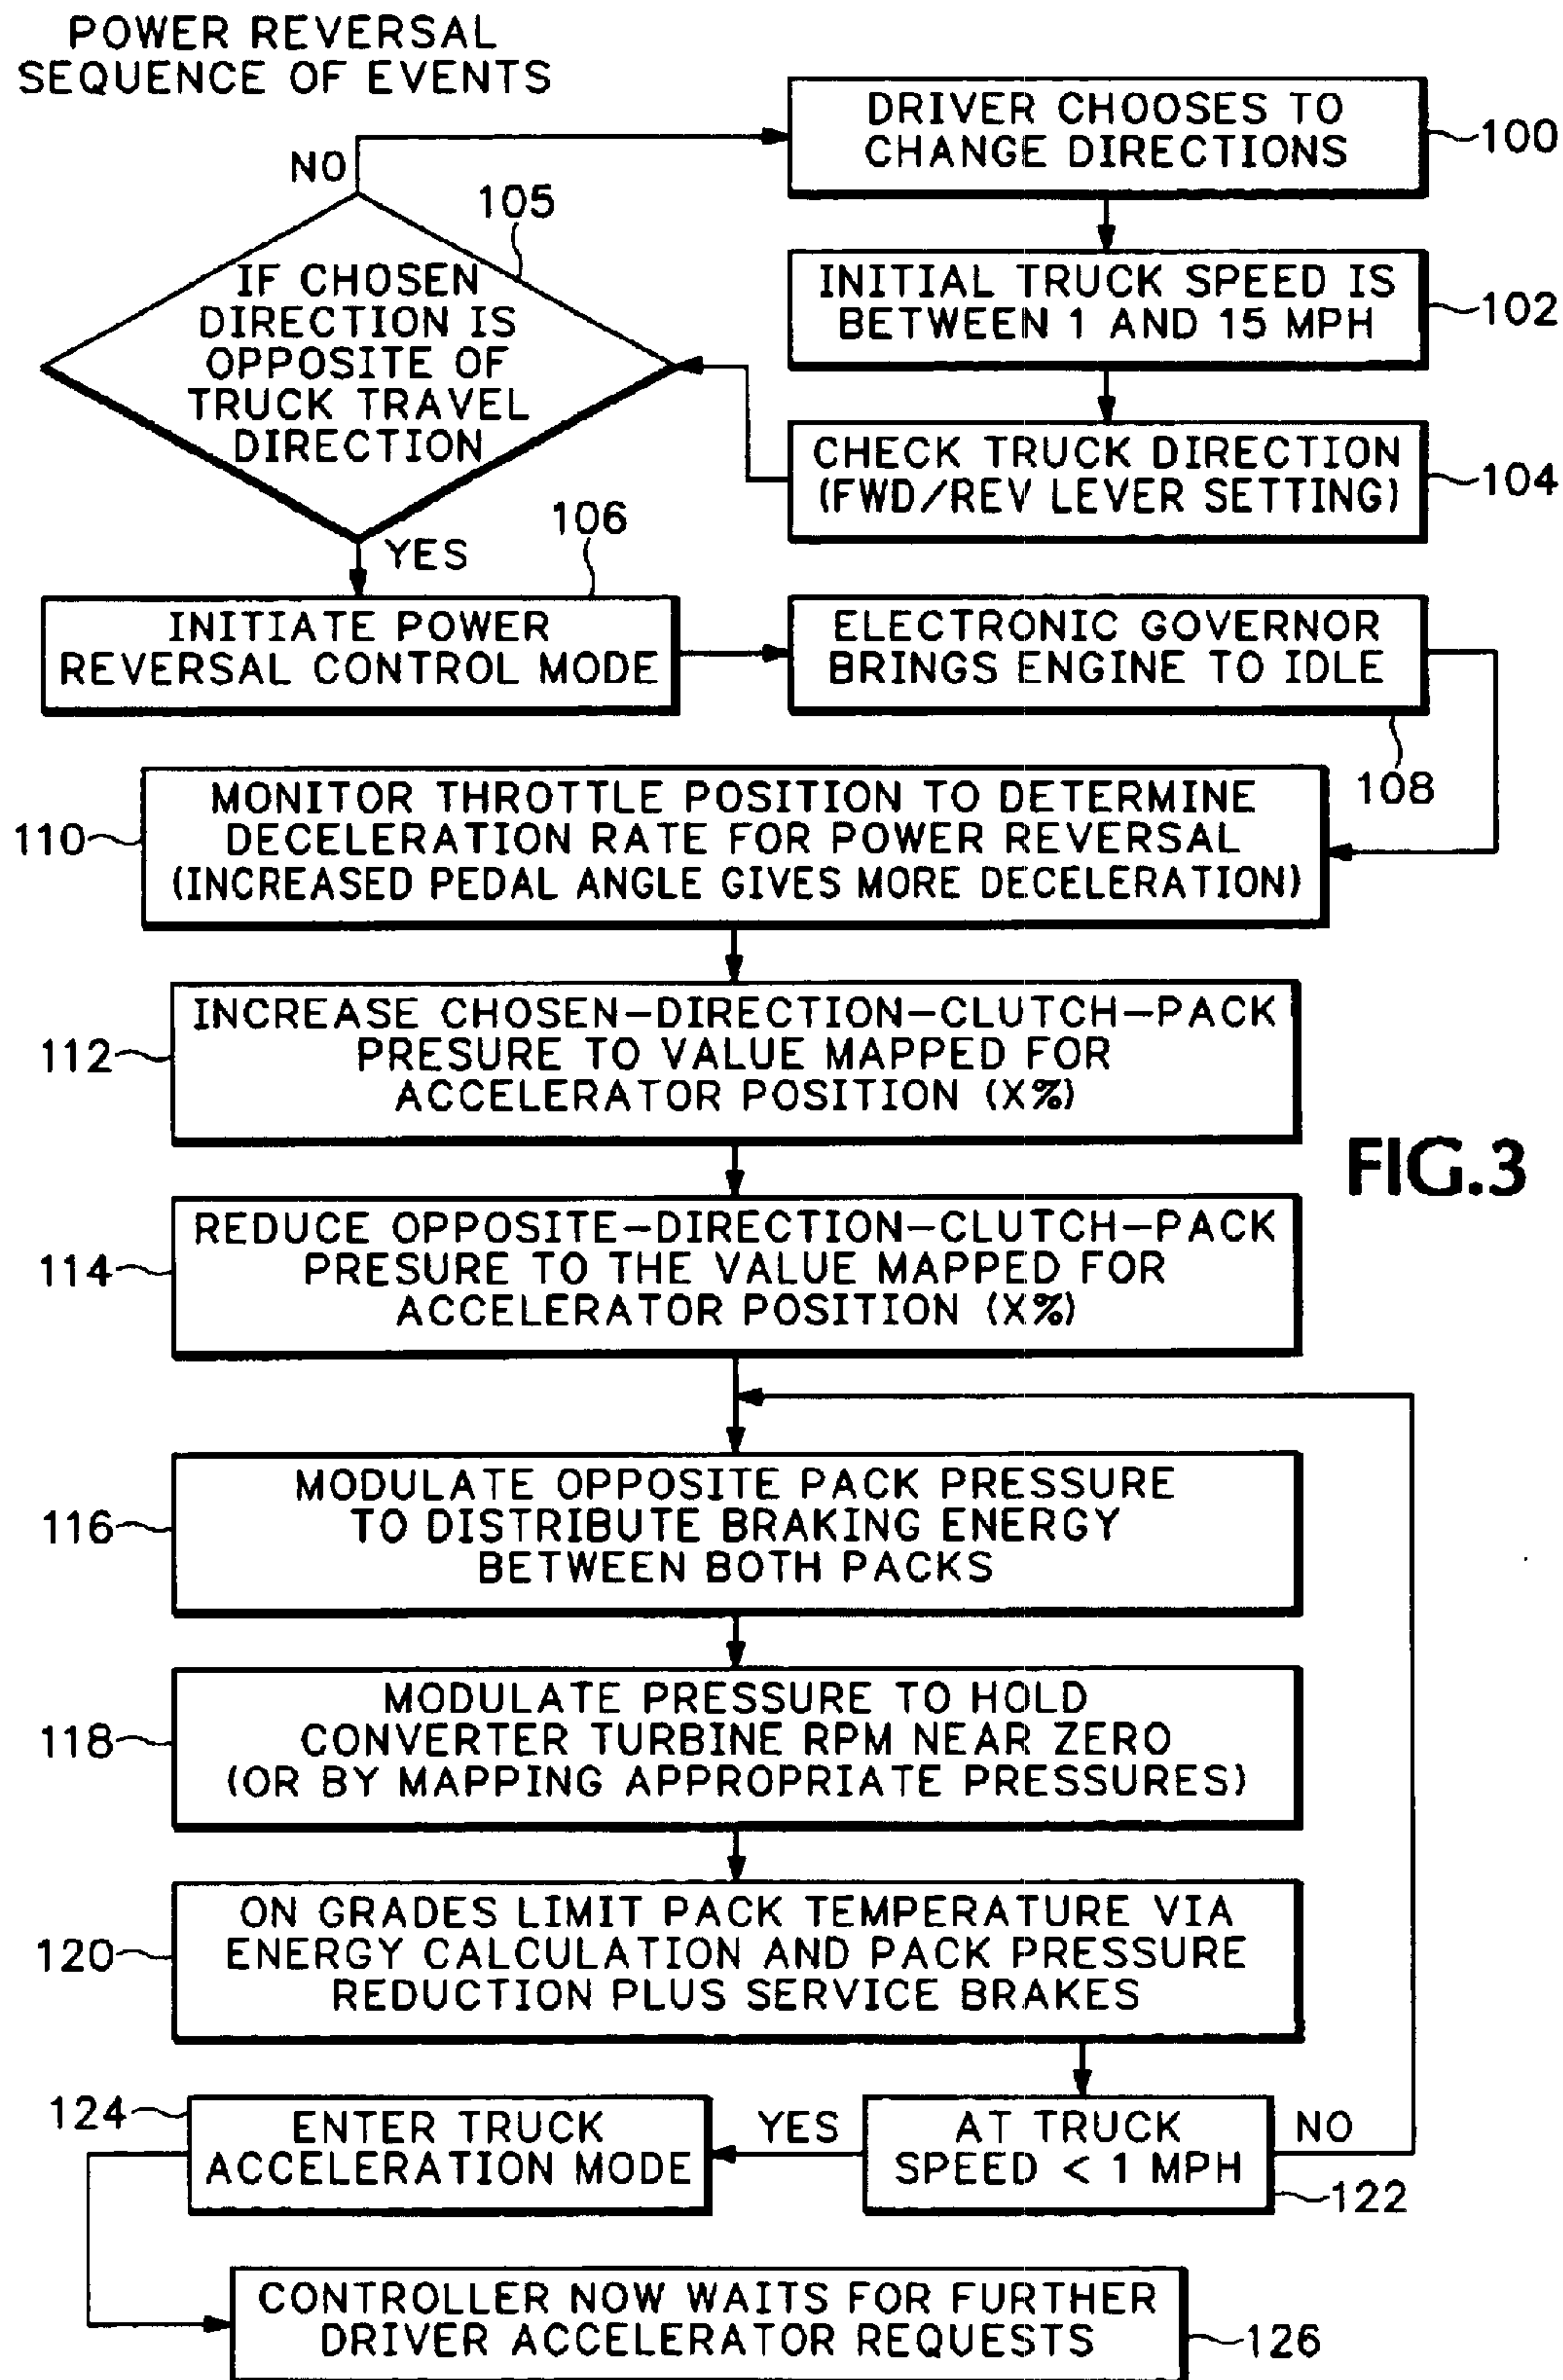 POWER REVERSAL
SEQUENCE OF EVENTS
DRIVER CHOOSES TO
CHANGE DIRECTIONS
100
INITIAL TRUCK SPEED IS
BETWEEN 1 AND 15 MPH
102
CHECK TRUCK DIRECTION
(FWD/REV LEVER SETTING)
104
NO
105
IF CHOSEN
DIRECTION IS
OPPOSITE OF
TRUCK TRAVEL
DIRECTION
YES
106
INITIATE POWER
REVERSAL CONTROL MODE
ELECTRONIC GOVERNOR
BRINGS ENGINE TO IDLE
108
110
MONITOR THROTTLE POSITION TO DETERMINE
DECELERATION RATE FOR POWER REVERSAL
(INCREASED PEDAL ANGLE GIVES MORE DECELERATION)
112
INCREASE CHOSEN-DIRECTION-CLUTCH-PACK
PRESURE TO VALUE MAPPED FOR
ACCELERATOR POSITION (X%)
FIG.3
114
REDUCE OPPOSITE-DIRECTION-CLUTCH-PACK
PRESURE TO THE VALUE MAPPED FOR
ACCELERATOR POSITION (X%)
116
MODULATE OPPOSITE PACK PRESSURE
TO DISTRIBUTE BRAKING ENERGY
BETWEEN BOTH PACKS
118
MODULATE PRESSURE TO HOLD
CONVERTER TURBINE RPM NEAR ZERO
(OR BY MAPPING APPROPRIATE PRESSURES)
120
ON GRADES LIMIT PACK TEMPERATURE VIA
ENERGY CALCULATION AND PACK PRESSURE
REDUCTION PLUS SERVICE BRAKES
AT TRUCK
SPEED < 1 MPH
122
NO
YES
124
ENTER TRUCK
ACCELERATION MODE
CONTROLLER NOW WAITS FOR FURTHER
DRIVER ACCELERATOR REQUESTS
126